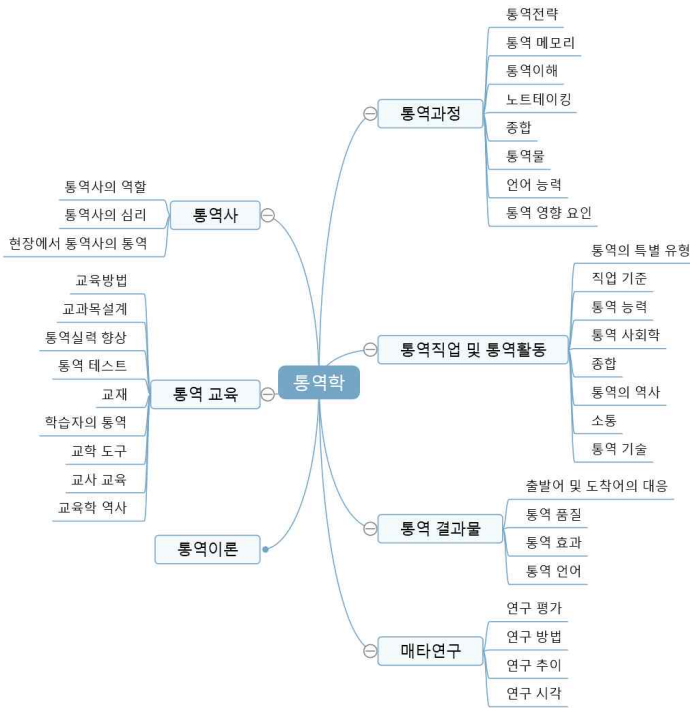 통역학
통역과정
통역전략
통역 메모리
통역이해
노트테이킹
종합
통역물
언어 능력
통역 영향 요인
통역직업 및 통역활동
통역의 특별 유형
직업 기준
통역 능력
통역 사회학
종합
통역의 역사
소통
통역 기술
통역 결과물
출발어 및 도착어의 대응
통역 품질
통역 효과
통역 언어
매타연구
연구 평가
연구 방법
연구 추이
연구 시각
통역사
통역사의 역할
통역사의 심리
현장에서 통역사의 통역
통역 교육
교육방법
교과목설계
통역실력 향상
통역 테스트
교재
학습자의 통역
교학 도구
교사 교육
교육학 역사
통역이론